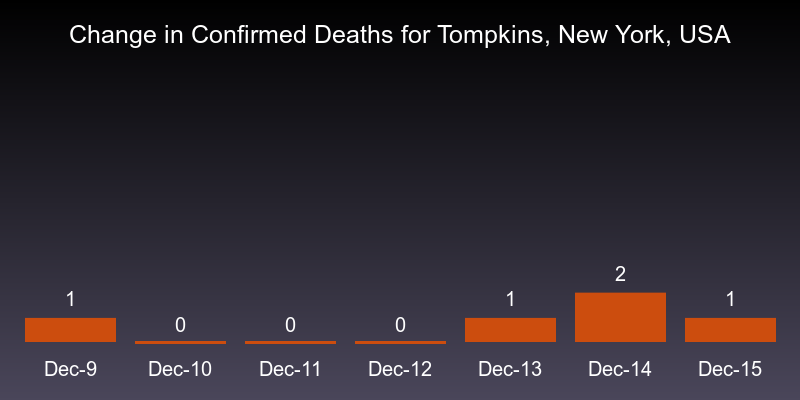 Change in Confirmed Deaths for Tompkins, New York, USA
1 0 0 0 1 2 1
Dec-9 Dec-10 Dec-11 Dec-12 Dec-13 Dec-14 Dec-15